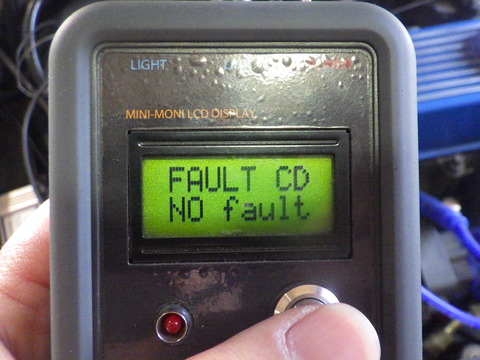 LIGHT
MINI-MONI LCD DISPLAY
FAULT CD
NO fault